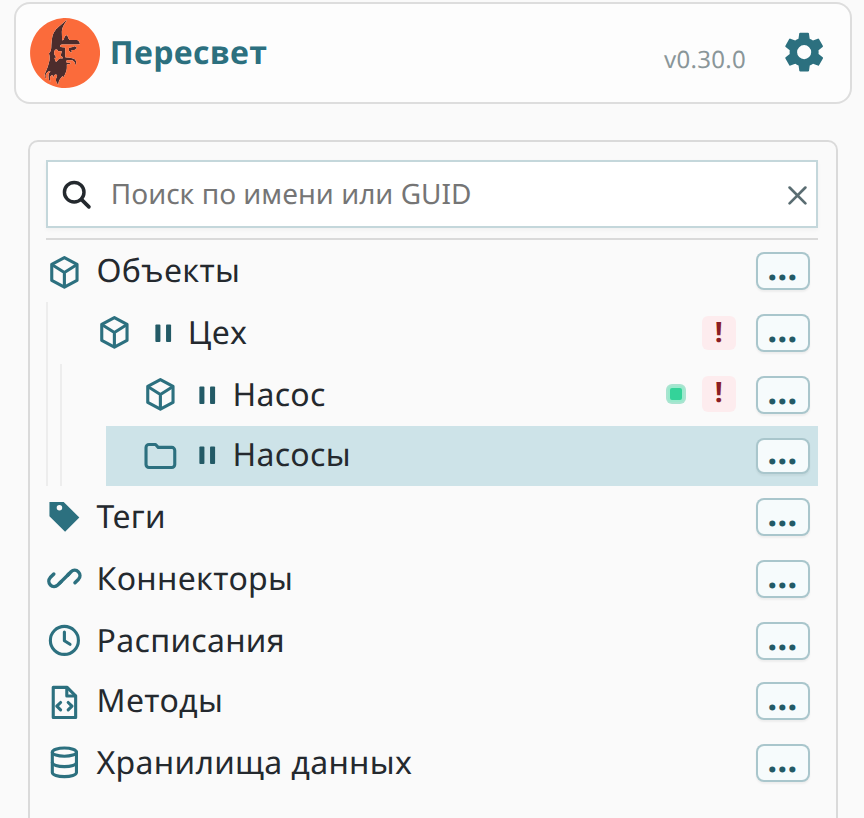 Пересвет
v0.30.0
Поиск по имени или GUID
Объекты
...
Цех
!
...
Насос
!
...
Насосы
...
Теги
...
Коннекторы
...
Расписания
...
Методы
...
Хранилища данных
...